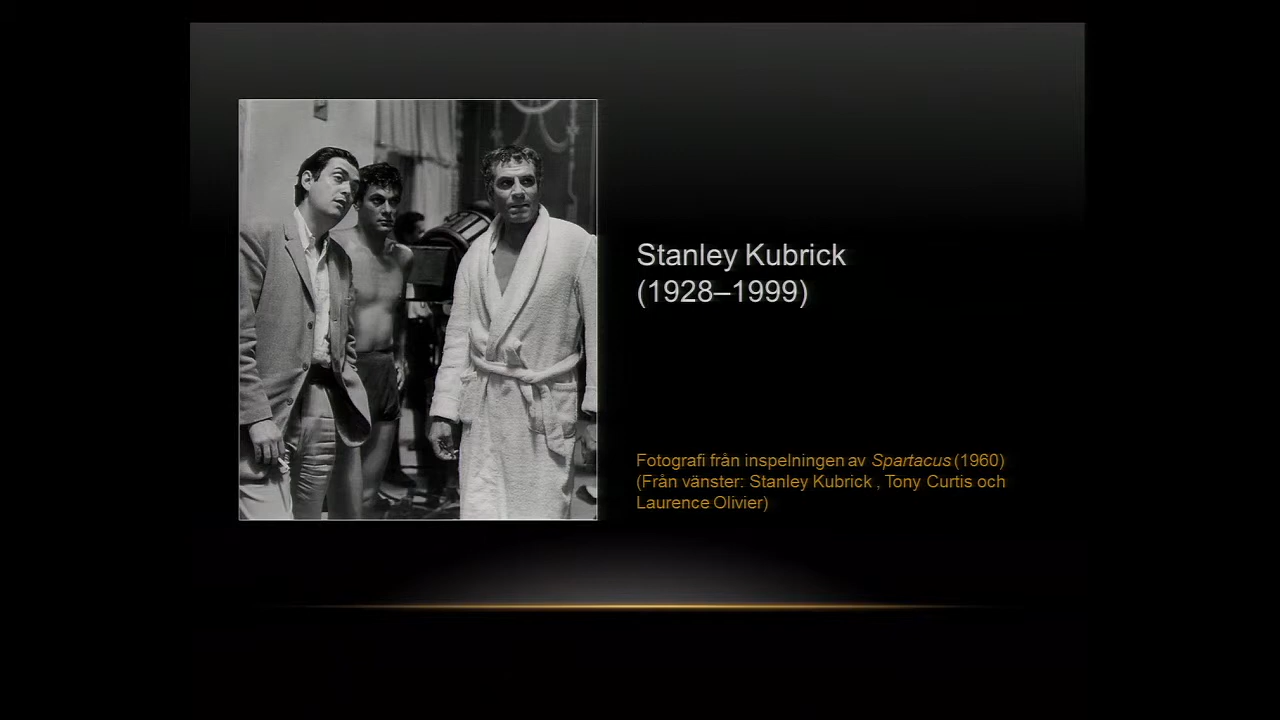 Stanley Kubrick
(1928–1999)
Fotografi från inspelningen av Spartacus (1960)
(Från vänster: Stanley Kubrick , Tony Curtis och
Laurence Olivier)